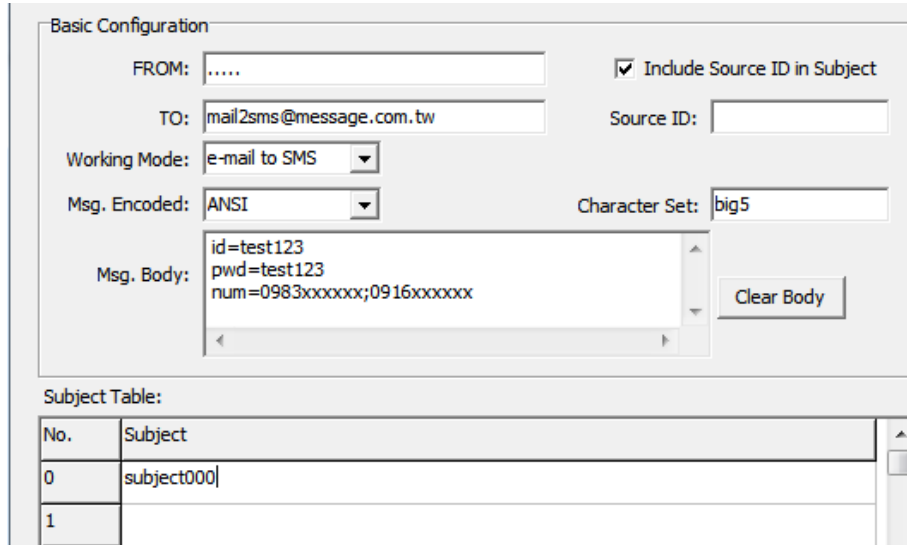 Basic Configuration
FROM: ..... Include Source ID in Subject
TO: mail2sms@message.com.tw Source ID:
Working Mode: e-mail to SMS
Msg. Encoded: ANSI Character Set: big5
Msg. Body: id=test123
pwd=test123
num=0983xxxxxx;0916xxxxxx
Clear Body
Subject Table:
No. Subject
0 subject000
1